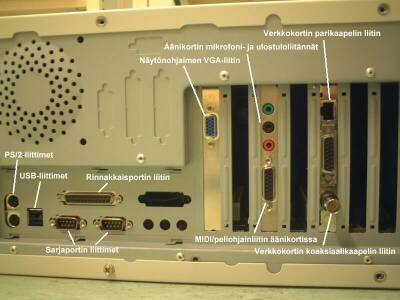 Verkkokortin parikaapelin liitin
Äänikortin mikrofoni- ja ulostuloliitännät
Näytönohjaimen VGA-liitin
PS/2-liittimet
USB-liittimet
Rinnakkaisportin liitin
Sarjaportin liittimet
MIDI/peliohjainliitin äänikortissa
Verkkokortin koaksiaalikaapelin liitin